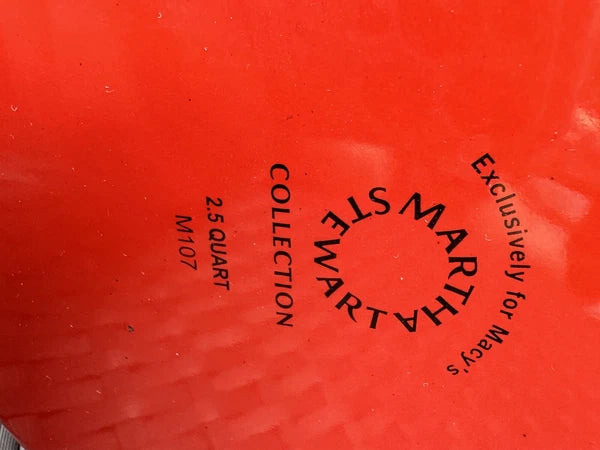 Exclusively for Macy's
MARTHA STEWART
COLLECTION
2.5 QUART
M107